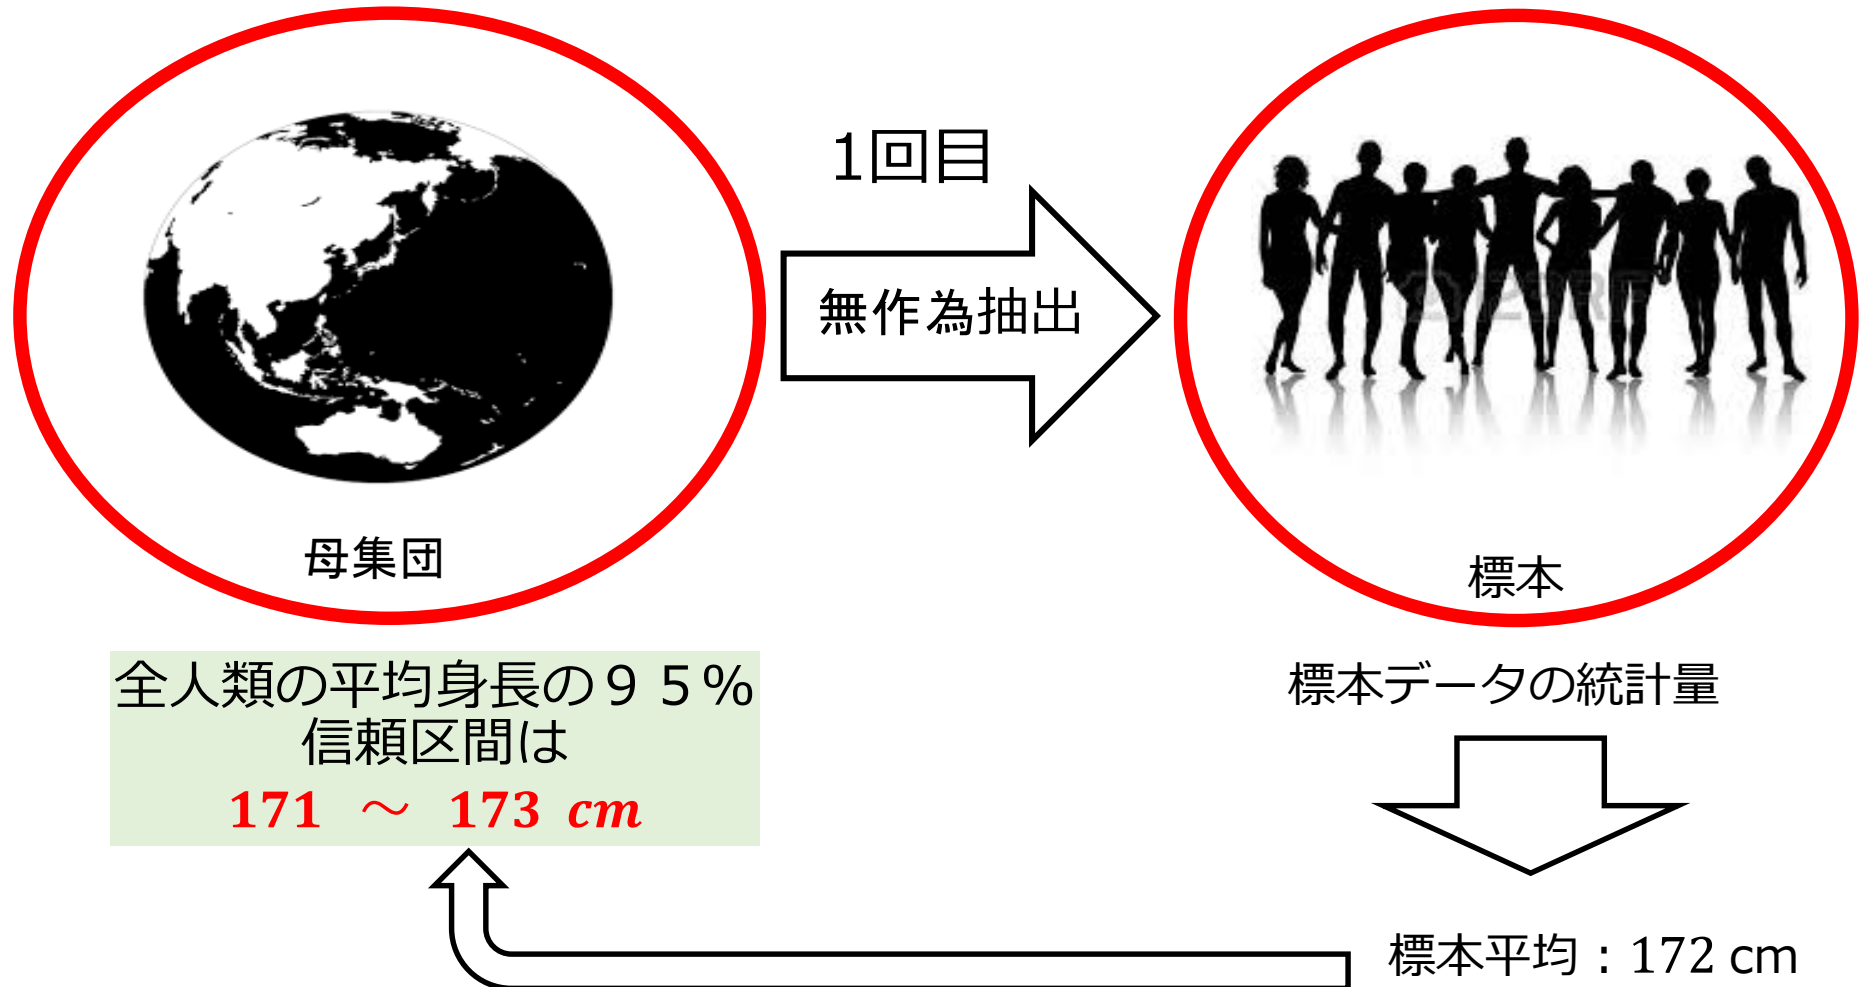 1回目
無作為抽出
母集団
標本
全人類の平均身長の95%
信頼区間は
171 ～ 173 cm
標本データの統計量
標本平均：172 cm